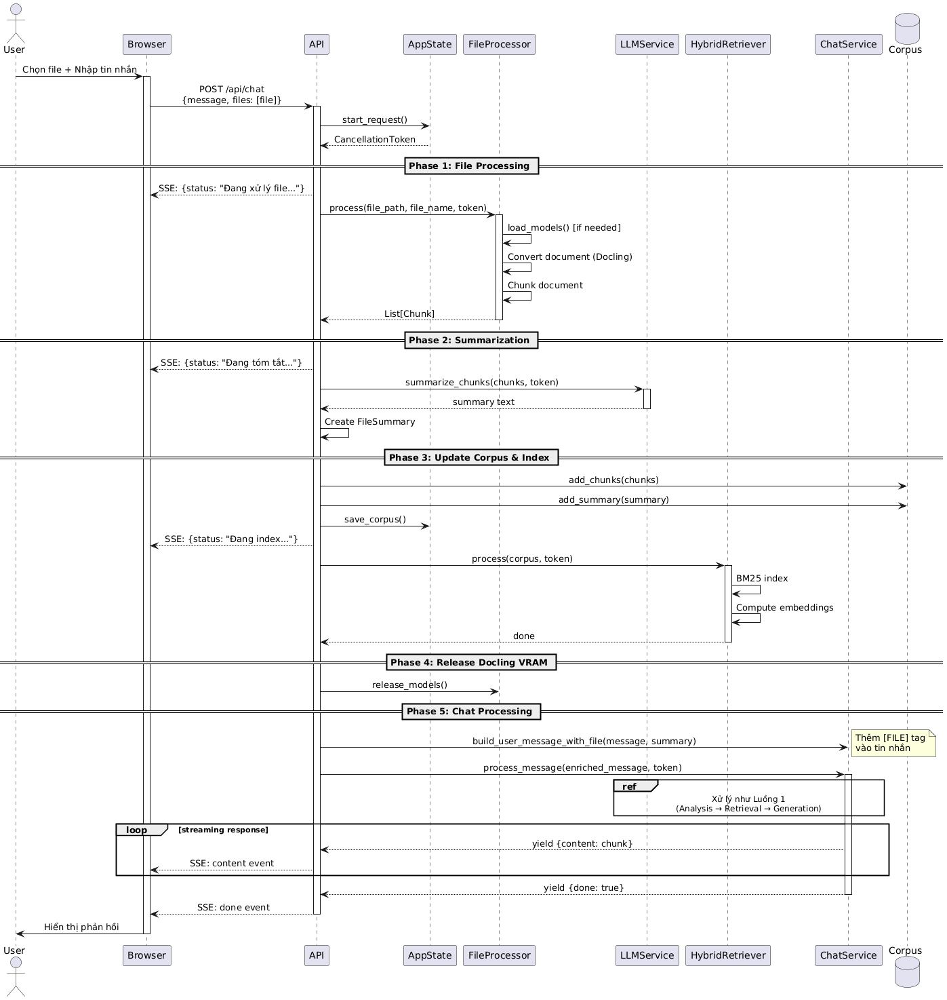 User
Browser
API
AppState
FileProcessor
LLMService
HybridRetriever
ChatService
Corpus
Chọn file + Nhập tin nhắn
POST /api/chat
{message, files: [file]}
start_request()
CancellationToken
Phase 1: File Processing
SSE: {status: "Đang xử lý file..."}
process(file_path, file_name, token)
load_models() [if needed]
Convert document (Docling)
Chunk document
List[Chunk]
Phase 2: Summarization
SSE: {status: "Đang tóm tắt..."}
summarize_chunks(chunks, token)
summary text
Create FileSummary
Phase 3: Update Corpus & Index
add_chunks(chunks)
add_summary(summary)
save_corpus()
SSE: {status: "Đang index..."}
process(corpus, token)
BM25 index
Compute embeddings
done
Phase 4: Release Docling VRAM
release_models()
Phase 5: Chat Processing
build_user_message_with_file(message, summary)
Thêm [FILE] tag
vào tin nhắn
process_message(enriched_message, token)
ref
Xử lý như Luồng 1
(Analysis → Retrieval → Generation)
loop [streaming response]
yield {content: chunk}
SSE: content event
yield {done: true}
SSE: done event
Hiển thị phản hồi
User
Browser
API
AppState
FileProcessor
LLMService
HybridRetriever
ChatService
Corpus